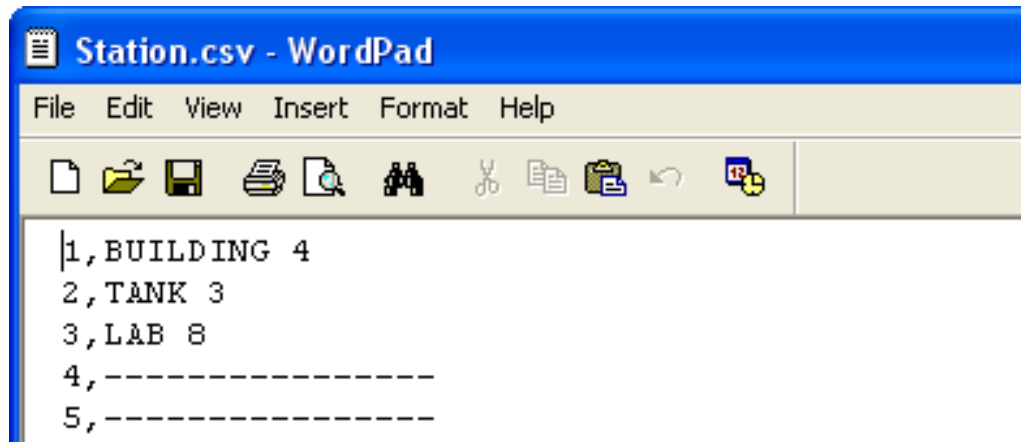 Station.csv - WordPad
File Edit View Insert Format Help
1,BUILDING 4
2,TANK 3
3,LAB 8
4,----------------
5,----------------